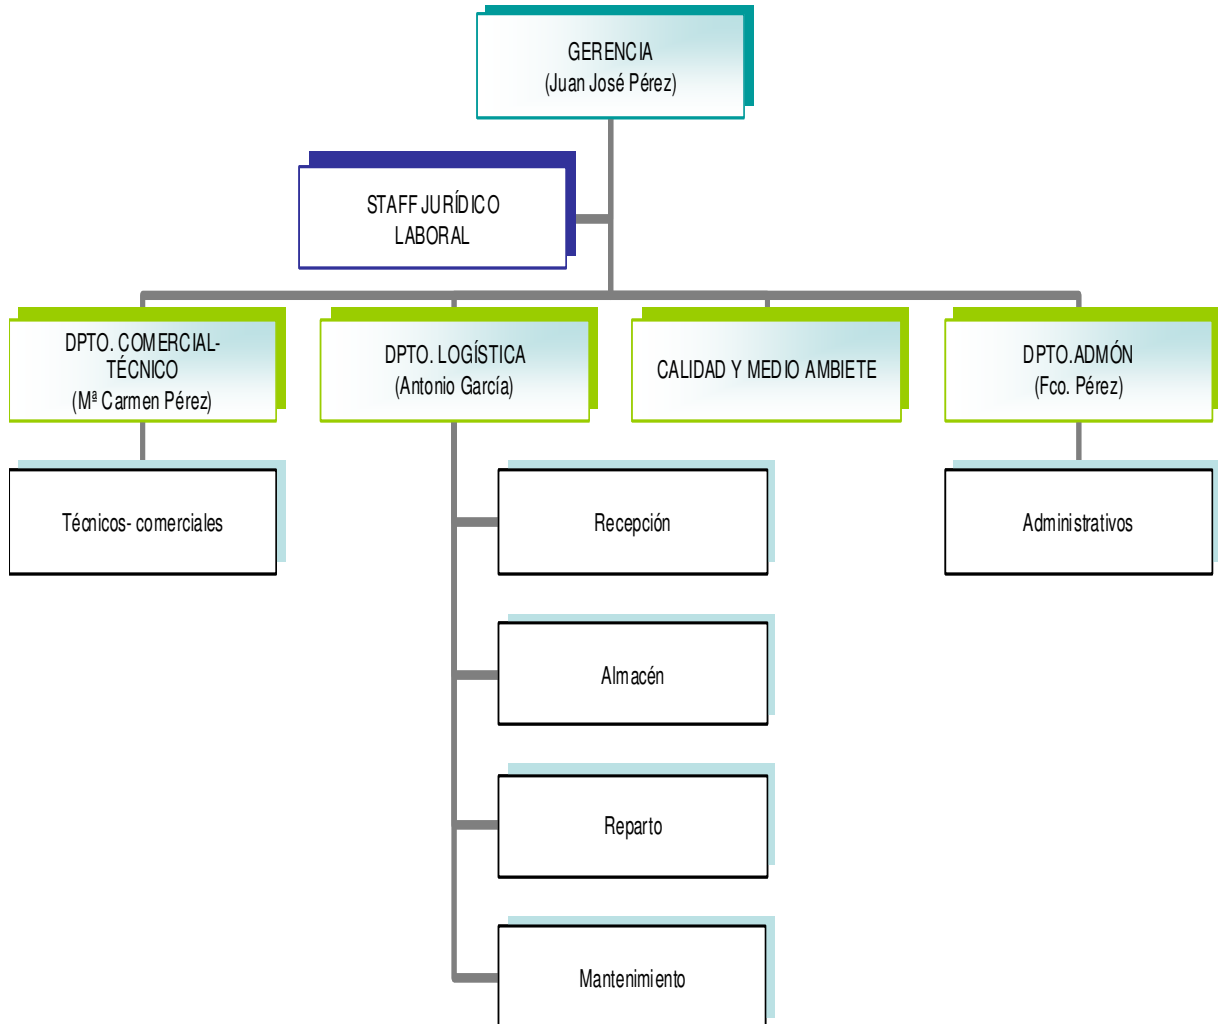 GERENCIA
(Juan José Pérez)
STAFF JURÍDICO
LABORAL
DPTO. COMERCIAL-
TÉCNICO
(Mª Carmen Pérez)
DPTO. LOGÍSTICA
(Antonio García)
CALIDAD Y MEDIO AMBIETE
DPTO.ADMÓN
(Fco. Pérez)
Técnicos- comerciales
Recepción
Administrativos
Almacén
Reparto
Mantenimiento